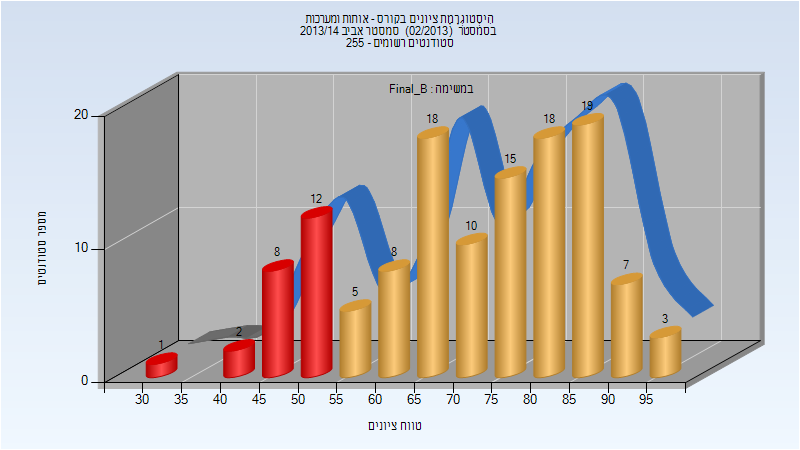 היסטוגרמת ציונים בקורס - אותות ומערכות
בסמסטר (02/2013) סמסטר אביב 2013/14
סטודנטים רשומים - 255
במשימה : Final_B
מספר סטודנטים
20
10
0
1
2
8
12
5
8
18
10
15
18
19
7
3
30 35 40 45 50 55 60 65 70 75 80 85 90 95
טווח ציונים